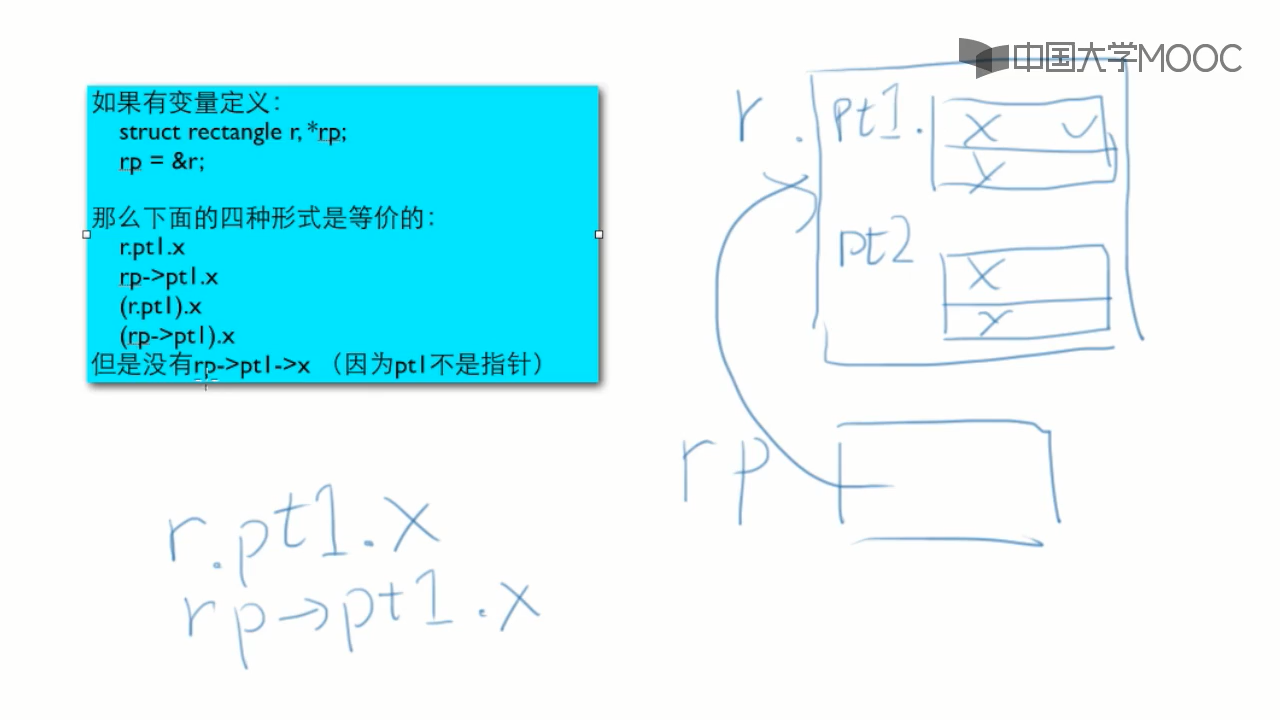 中国大学MOOC
如果有变量定义：
struct rectangle r, *rp;
rp = &r;
那么下面的四种形式是等价的：
r.pt1.x
rp->pt1.x
(r.pt1).x
(rp->pt1).x
但是没有rp->pt1->x （因为pt1不是指针）
r.pt1.x
rp→pt1.x
r . pt1. x
y
pt2
x
y
rp